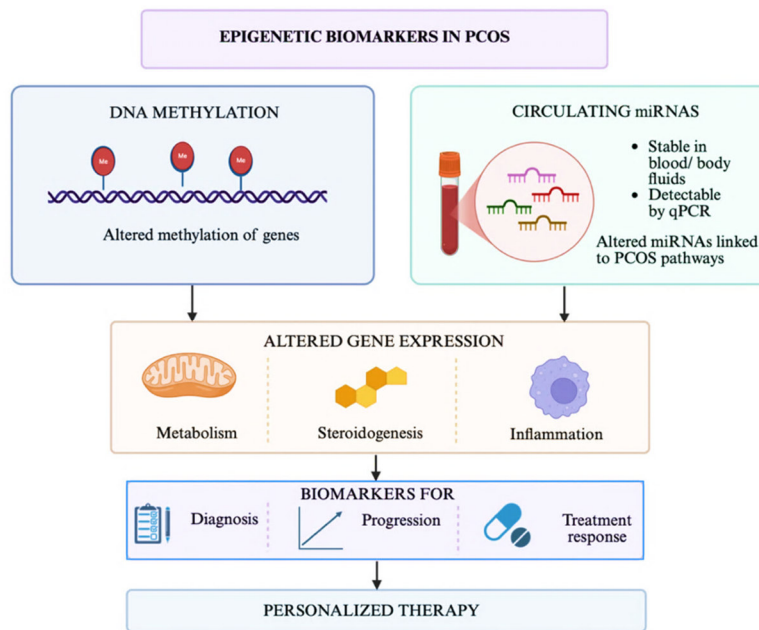 EPIGENETIC BIOMARKERS IN PCOS
DNA METHYLATION
Me
Me
Me
Altered methylation of genes
CIRCULATING miRNAS
• Stable in
blood/ body
fluids
• Detectable
by qPCR
Altered miRNAs linked
to PCOS pathways
ALTERED GENE EXPRESSION
Metabolism
Steroidogenesis
Inflammation
BIOMARKERS FOR
Diagnosis
Progression
Treatment
response
PERSONALIZED THERAPY